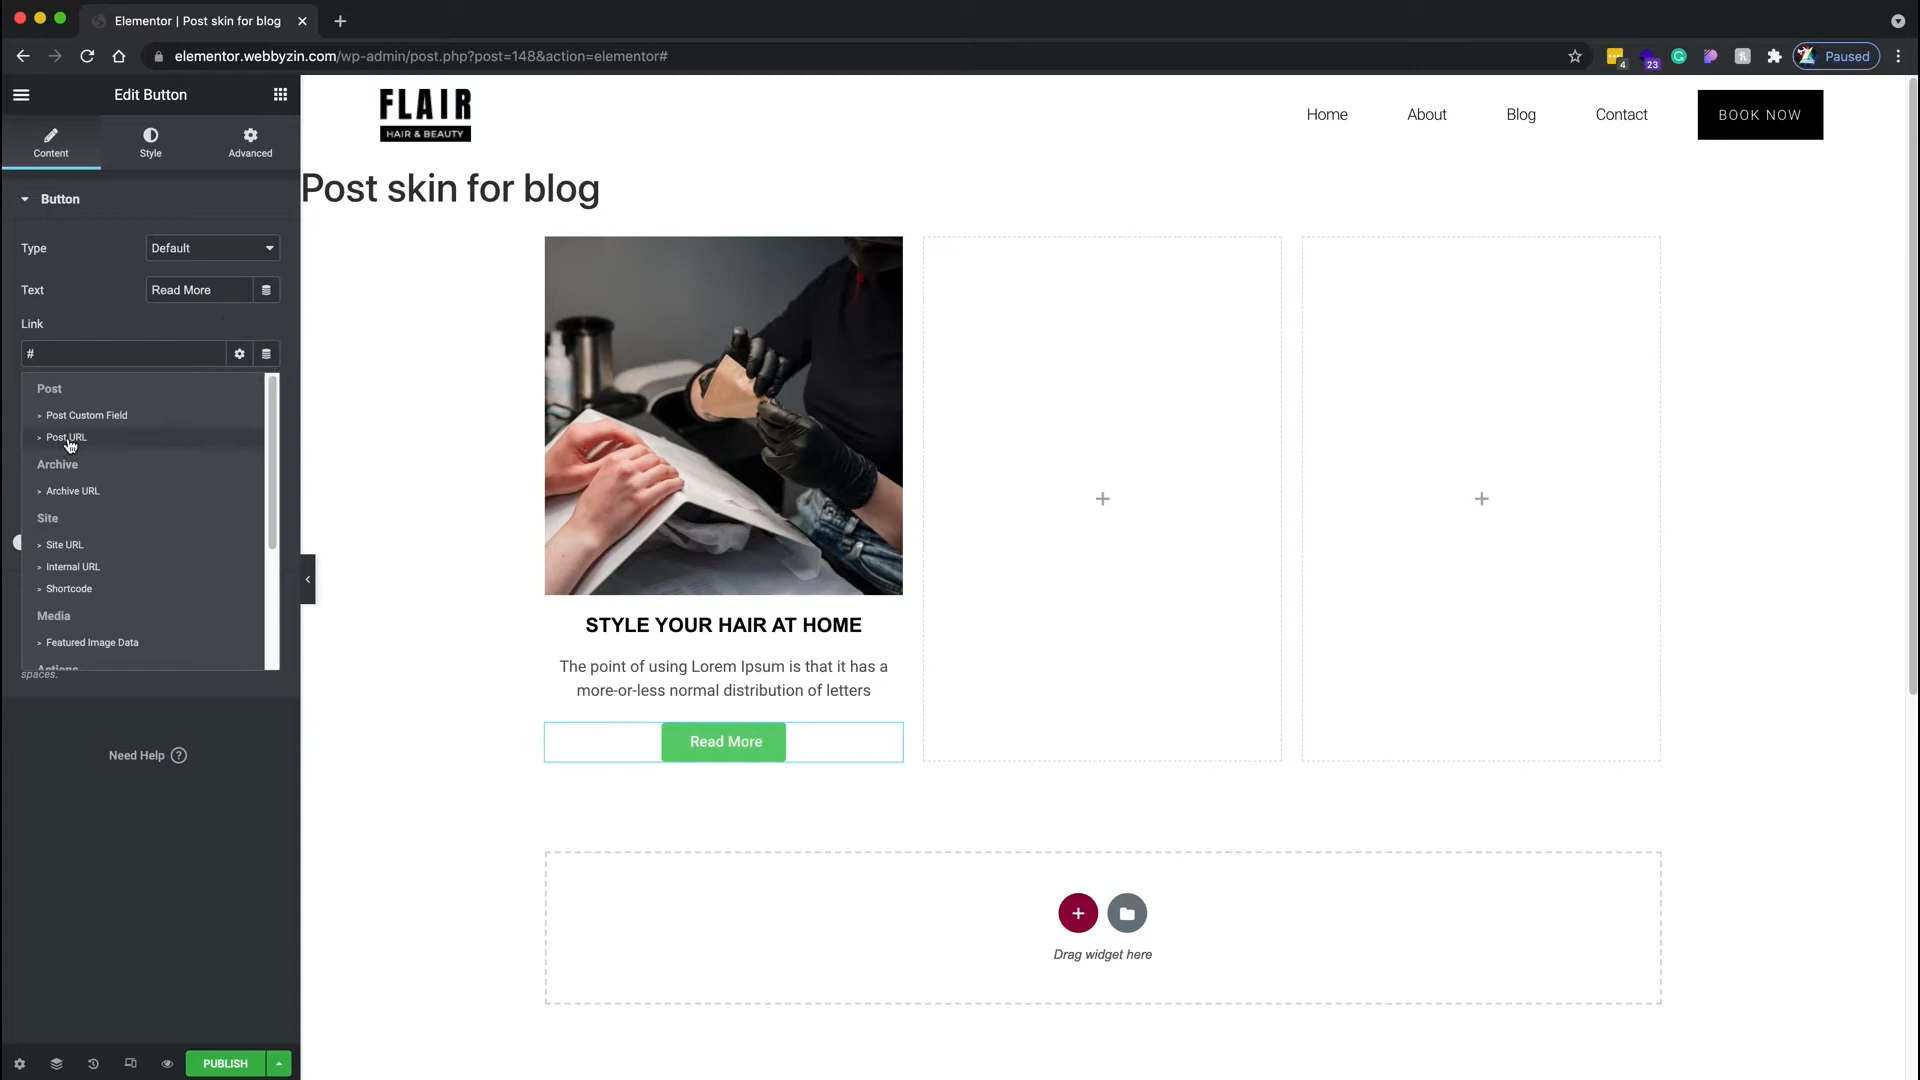 Elementor | Post skin for blog
elementor.webbyzin.com/wp-admin/post.php?post=148&action=elementor#
4
23
Paused
Edit Button
Content
Style
Advanced
Button
Type
Default
Text
Read More
Link
#
Post
> Post Custom Field
> Post URL
Archive
> Archive URL
Site
> Site URL
> Internal URL
> Shortcode
Media
> Featured Image Data
Actions
spaces.
Need Help ?
PUBLISH
FLAIR
HAIR & BEAUTY
Home
About
Blog
Contact
BOOK NOW
Post skin for blog
STYLE YOUR HAIR AT HOME
The point of using Lorem Ipsum is that it has a
more-or-less normal distribution of letters
Read More
Drag widget here